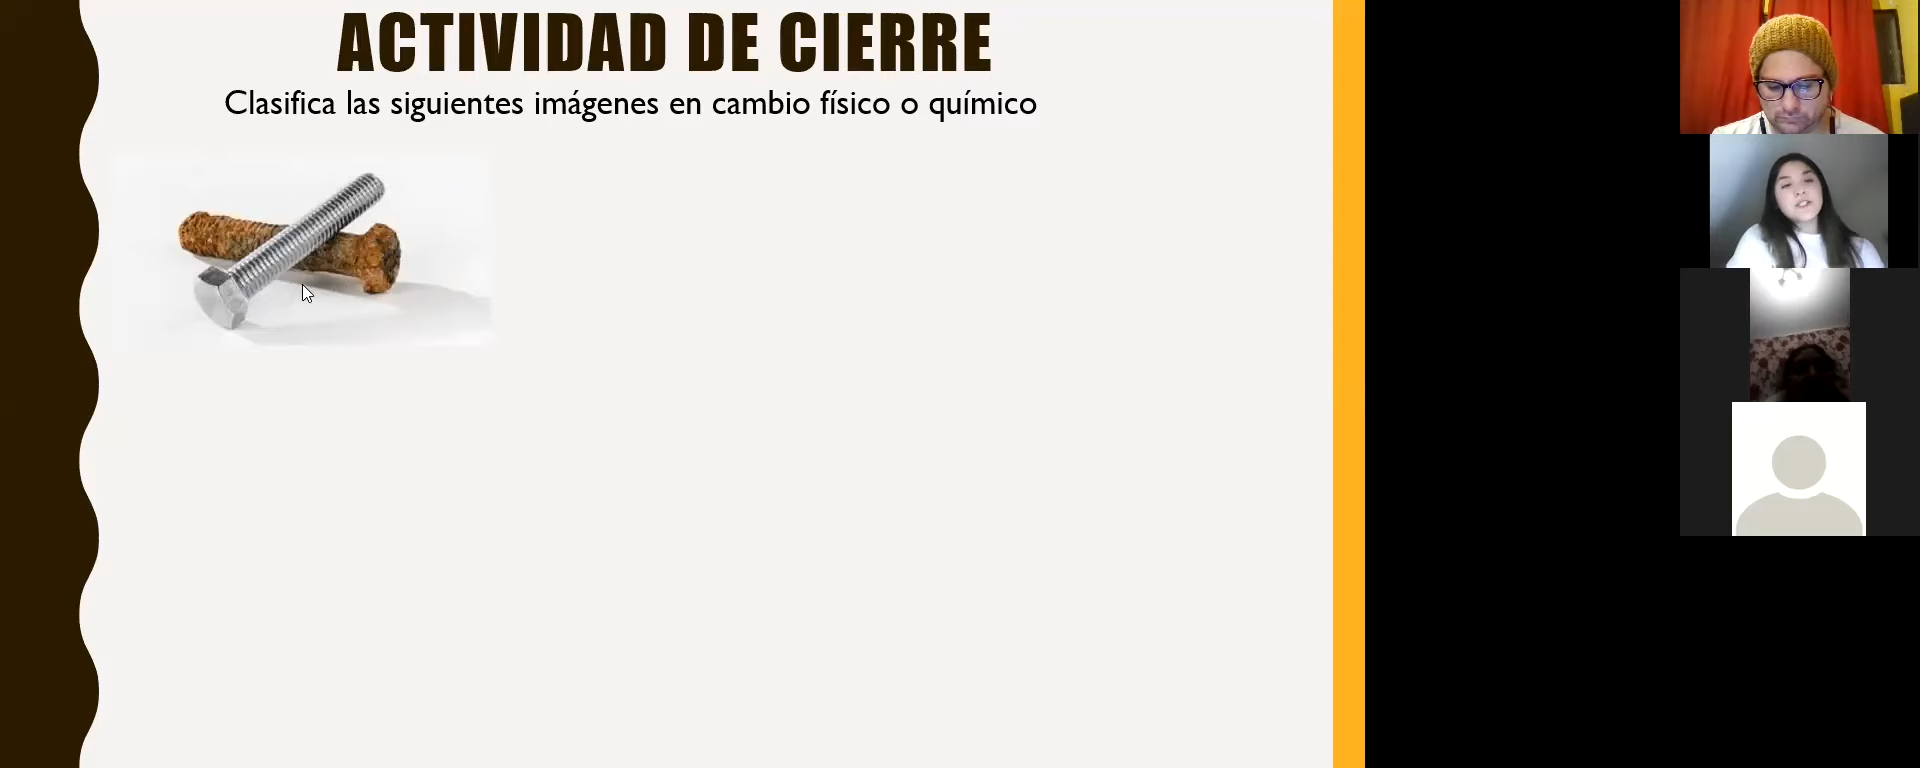 ACTIVIDAD DE CIERRE
Clasifica las siguientes imágenes en cambio físico o químico